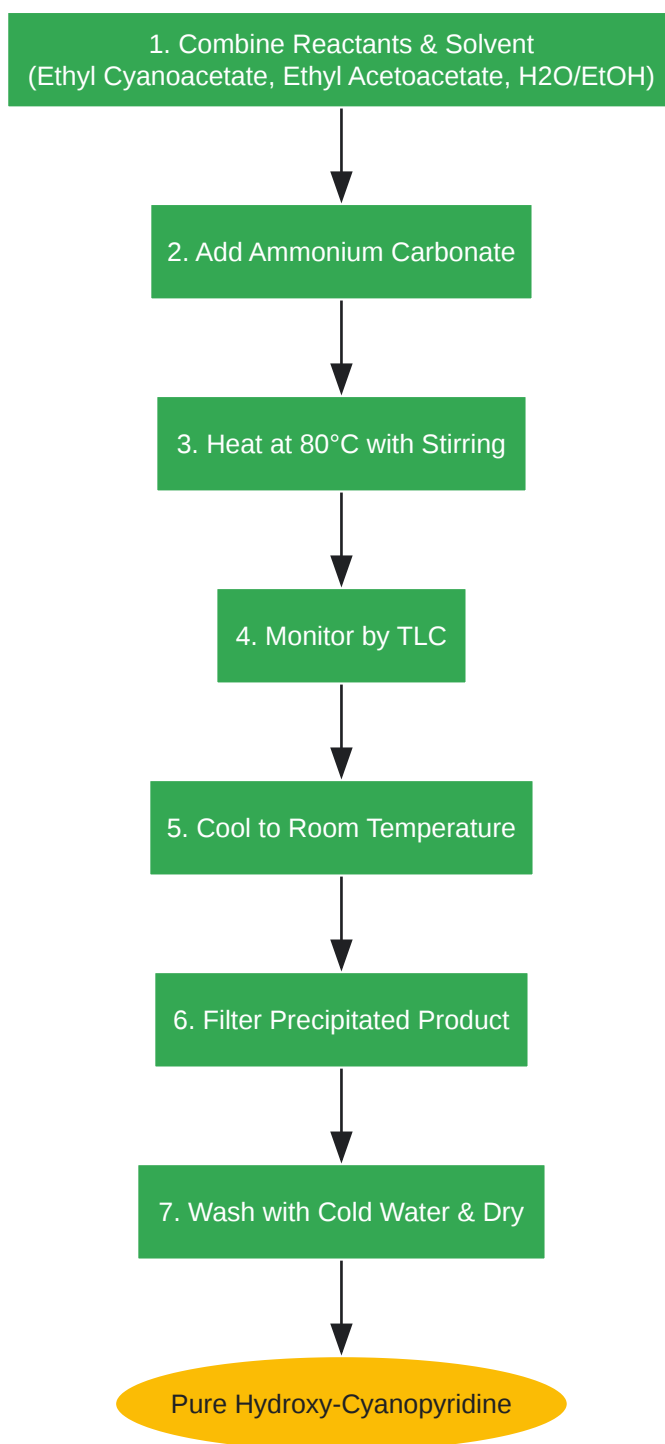 1. Combine Reactants & Solvent
(Ethyl Cyanoacetate, Ethyl Acetoacetate, H2O/EtOH)
2. Add Ammonium Carbonate
3. Heat at 80°C with Stirring
4. Monitor by TLC
5. Cool to Room Temperature
6. Filter Precipitated Product
7. Wash with Cold Water & Dry
Pure Hydroxy-Cyanopyridine